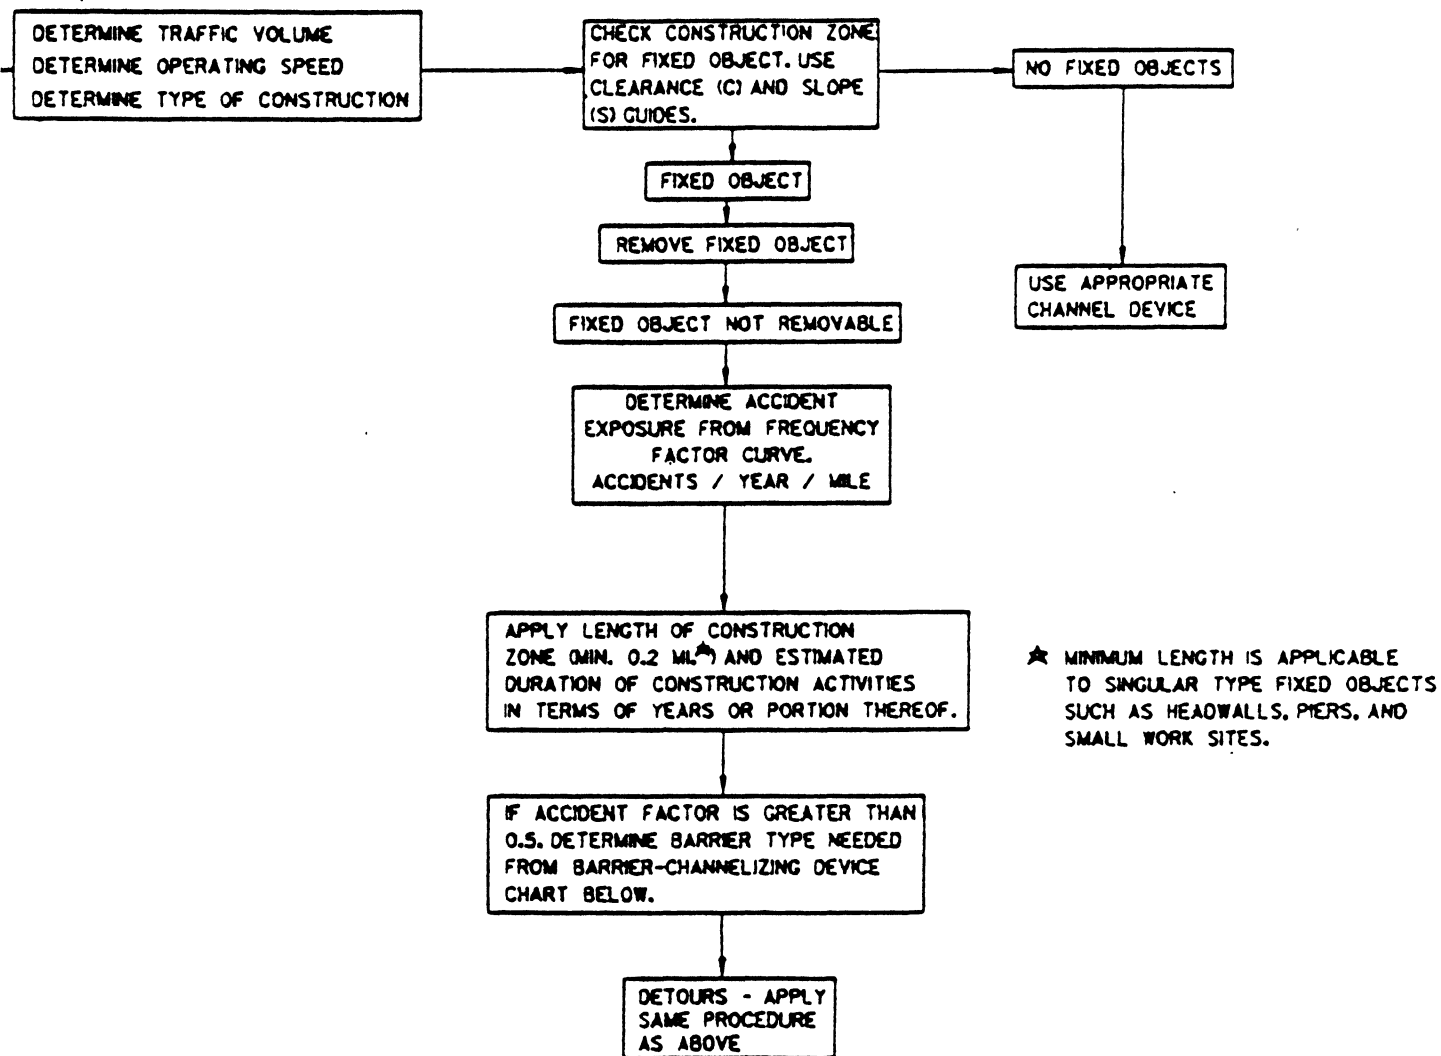 DETERMINE TRAFFIC VOLUME
DETERMINE OPERATING SPEED
DETERMINE TYPE OF CONSTRUCTION
CHECK CONSTRUCTION ZONE
FOR FIXED OBJECT. USE
CLEARANCE (C) AND SLOPE
(S) GUIDES.
NO FIXED OBJECTS
FIXED OBJECT
REMOVE FIXED OBJECT
USE APPROPRIATE
CHANNEL DEVICE
FIXED OBJECT NOT REMOVABLE
DETERMINE ACCIDENT
EXPOSURE FROM FREQUENCY
FACTOR CURVE.
ACCIDENTS / YEAR / MILE
APPLY LENGTH OF CONSTRUCTION
ZONE (MIN. 0.2 MI.★) AND ESTIMATED
DURATION OF CONSTRUCTION ACTIVITIES
IN TERMS OF YEARS OR PORTION THEREOF.
★ MINIMUM LENGTH IS APPLICABLE
TO SINGULAR TYPE FIXED OBJECTS
SUCH AS HEADWALLS, PIERS, AND
SMALL WORK SITES.
IF ACCIDENT FACTOR IS GREATER THAN
0.5, DETERMINE BARRIER TYPE NEEDED
FROM BARRIER-CHANNELIZING DEVICE
CHART BELOW.
DETOURS - APPLY
SAME PROCEDURE
AS ABOVE